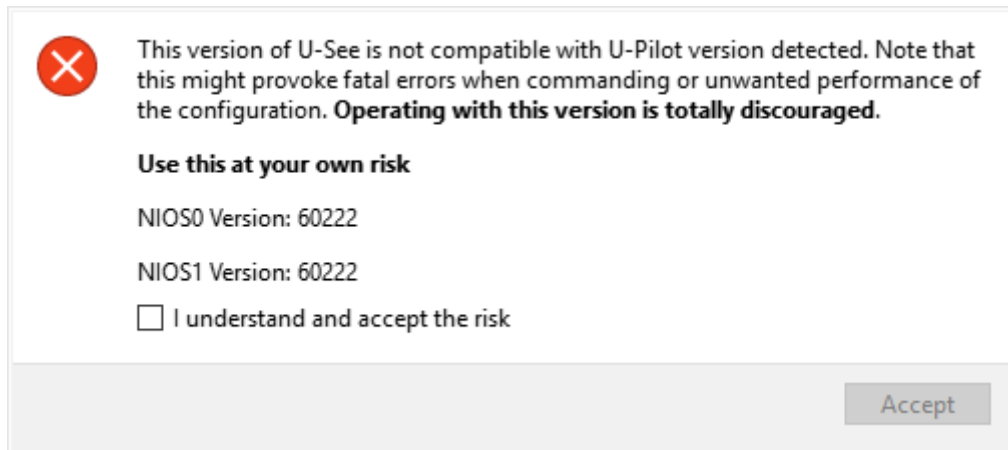 This version of U-See is not compatible with U-Pilot version detected. Note that
this might provoke fatal errors when commanding or unwanted performance of
the configuration. Operating with this version is totally discouraged.
Use this at your own risk
NIOS0 Version: 60222
NIOS1 Version: 60222
I understand and accept the risk
Accept